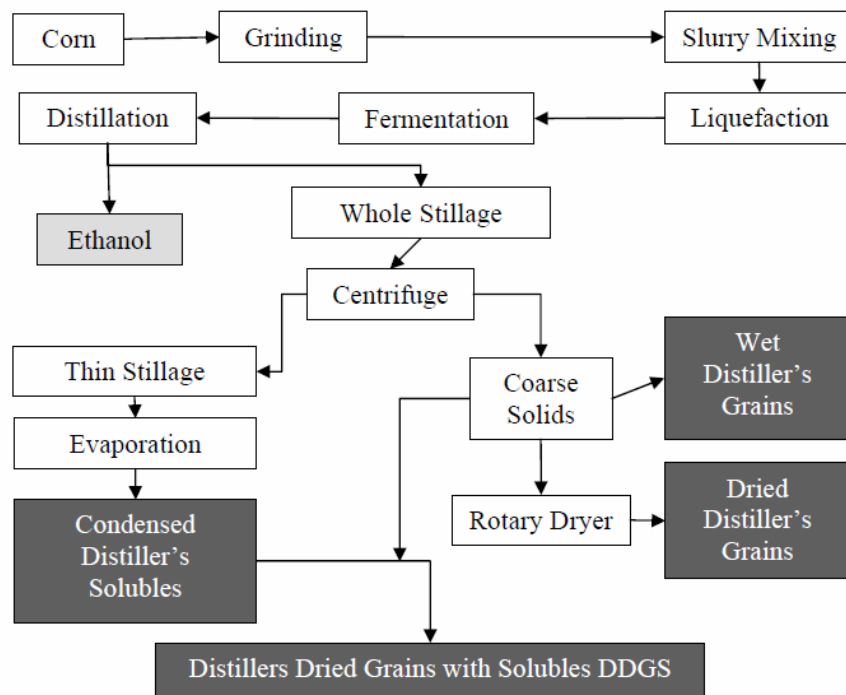 Corn
Grinding
Slurry Mixing
Distillation
Fermentation
Liquefaction
Whole Stillage
Ethanol
Centrifuge
Thin Stillage
Coarse
Solids
Wet
Distiller's
Grains
Evaporation
Condensed
Distiller's
Solubles
Rotary Dryer
Dried
Distiller's
Grains
Distillers Dried Grains with Solubles DDGS